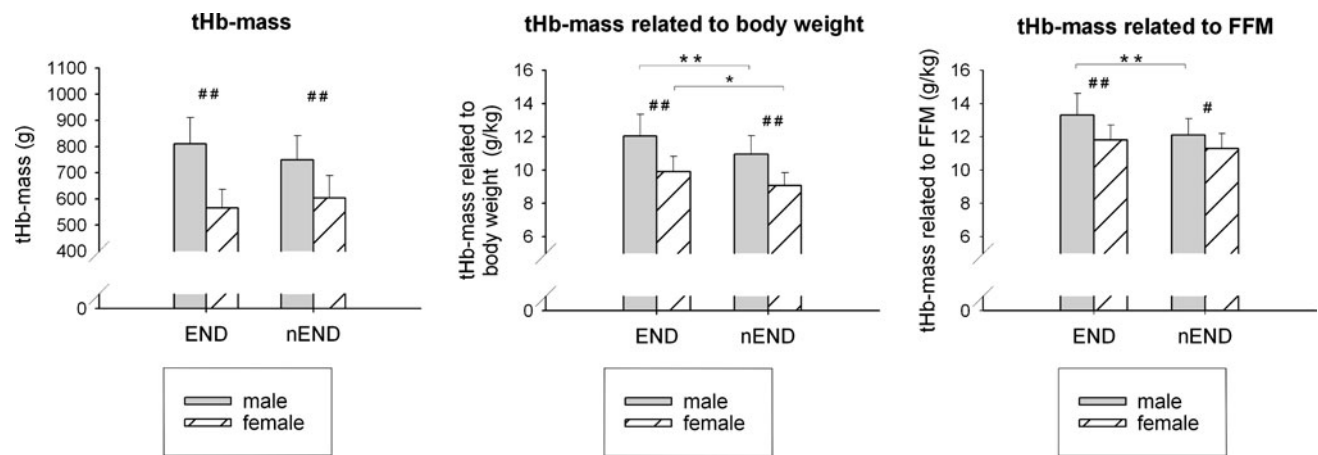 tHb-mass
tHb-mass (g)
1100
1000
900
800
700
600
500
400
0
##
##
END
nEND
male
female
tHb-mass related to body weight
tHb-mass related to
body weight (g/kg)
16
14
12
10
8
6
0
**
*
##
##
END
nEND
male
female
tHb-mass related to FFM
tHb-mass related to FFM (g/kg)
16
14
12
10
8
6
0
**
##
#
END
nEND
male
female